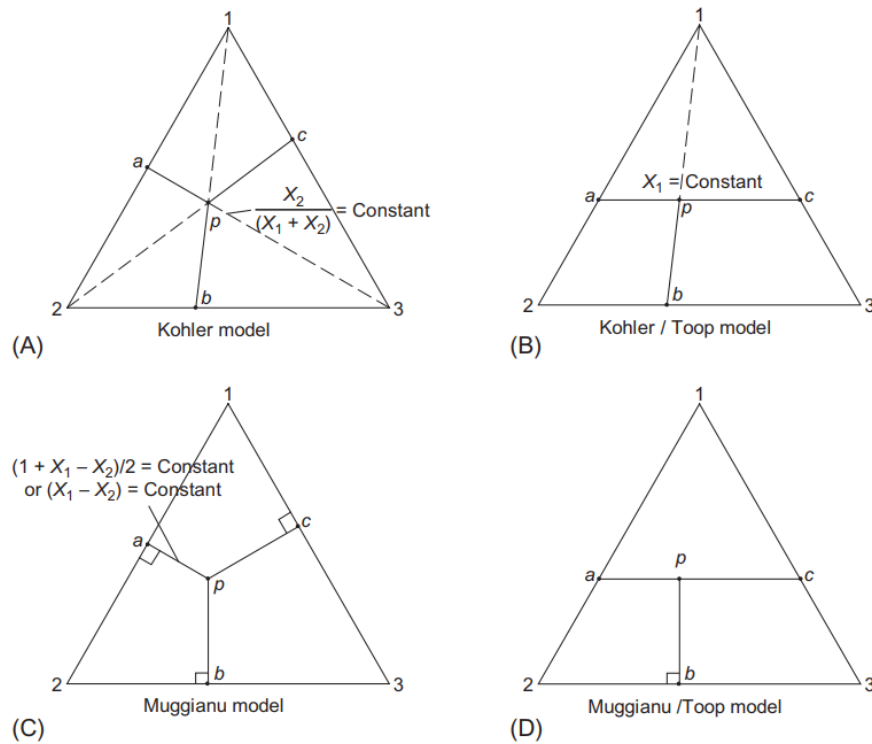 1
a
c
X2
(X1 + X2)
= Constant
p
2
b
3
Kohler model
(A)
1
X1 = Constant
a
c
p
2
b
3
Kohler / Toop model
(B)
1
(1 + X1 – X2)/2 = Constant
or (X1 – X2) = Constant
a
c
p
2
b
3
Muggianu model
(C)
1
a
p
c
2
b
3
Muggianu /Toop model
(D)